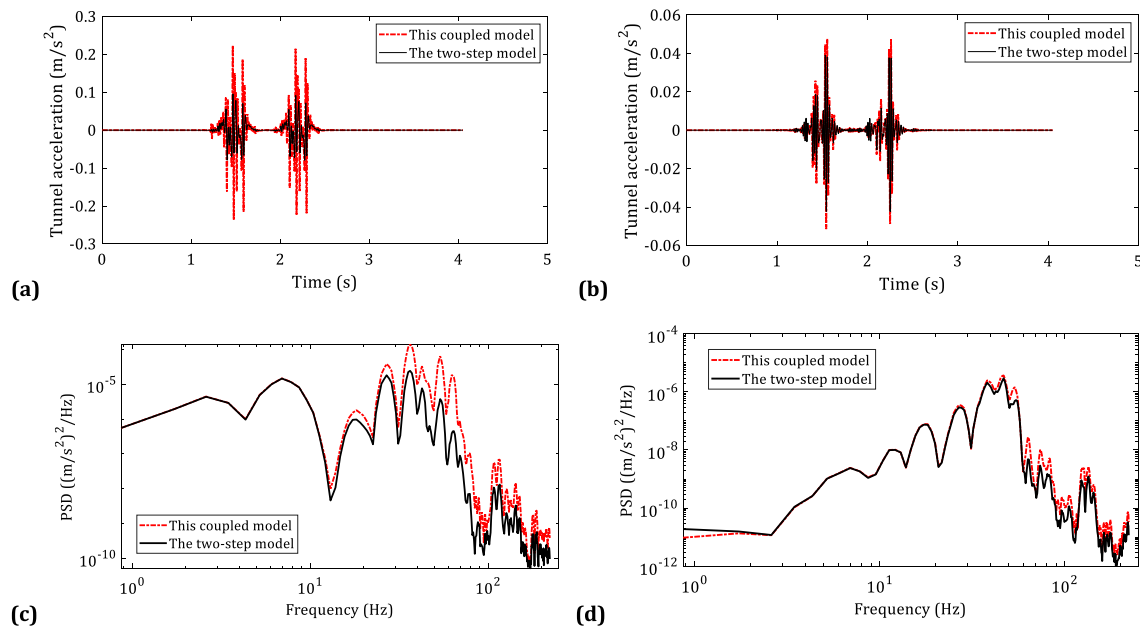 0.3
0.2
0.1
0
-0.1
-0.2
-0.3
Tunnel acceleration (m/s²)
This coupled model
The two-step model
0 1 2 3 4 5
Time (s)
(a)
0.06
0.04
0.02
0
-0.02
-0.04
-0.06
Tunnel acceleration (m/s²)
This coupled model
The two-step model
0 1 2 3 4 5
Time (s)
(b)
10⁻⁵
10⁻¹⁰
PSD ((m/s²)²/Hz)
This coupled model
The two-step model
10⁰ 10¹ 10²
Frequency (Hz)
(c)
10⁻⁴
10⁻⁶
10⁻⁸
10⁻¹⁰
10⁻¹²
PSD ((m/s²)²/Hz)
This coupled model
The two-step model
10⁰ 10¹ 10²
Frequency (Hz)
(d)